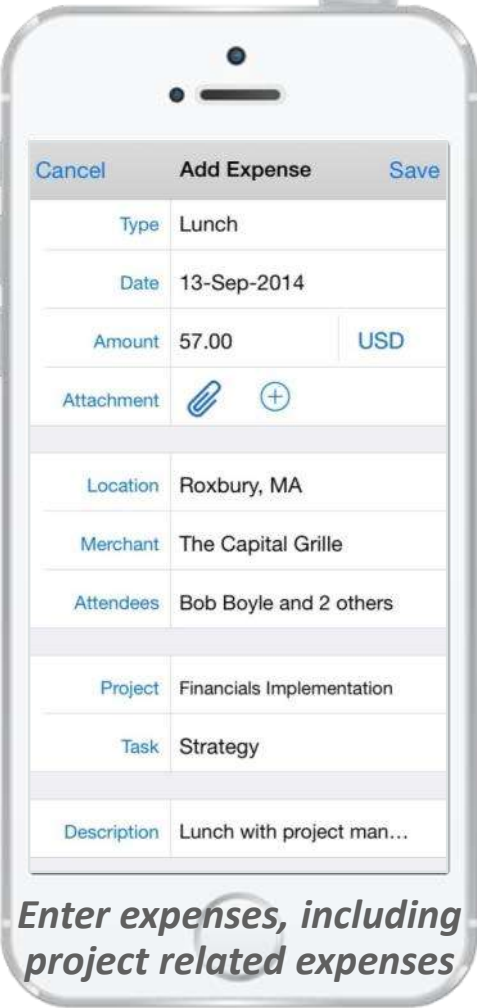 Cancel Add Expense Save
Type Lunch
Date 13-Sep-2014
Amount 57.00 USD
Attachment
Location Roxbury, MA
Merchant The Capital Grille
Attendees Bob Boyle and 2 others
Project Financials Implementation
Task Strategy
Description Lunch with project man...
Enter expenses, including
project related expenses